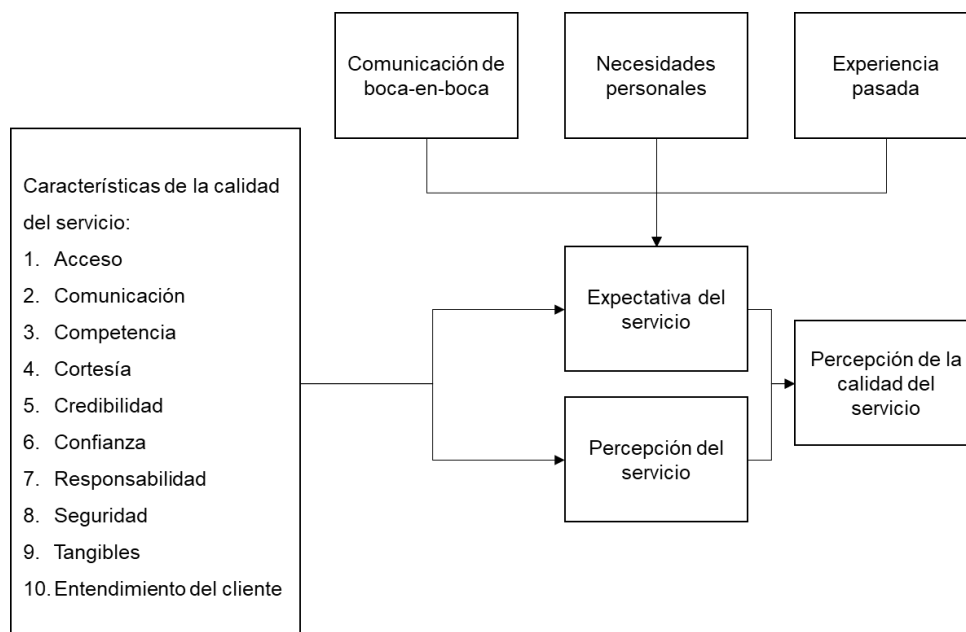 Comunicación de
boca-en-boca
Necesidades
personales
Experiencia
pasada
Características de la calidad
del servicio:
1. Acceso
2. Comunicación
3. Competencia
4. Cortesía
5. Credibilidad
6. Confianza
7. Responsabilidad
8. Seguridad
9. Tangibles
10. Entendimiento del cliente
Expectativa del
servicio
Percepción del
servicio
Percepción de la
calidad del
servicio